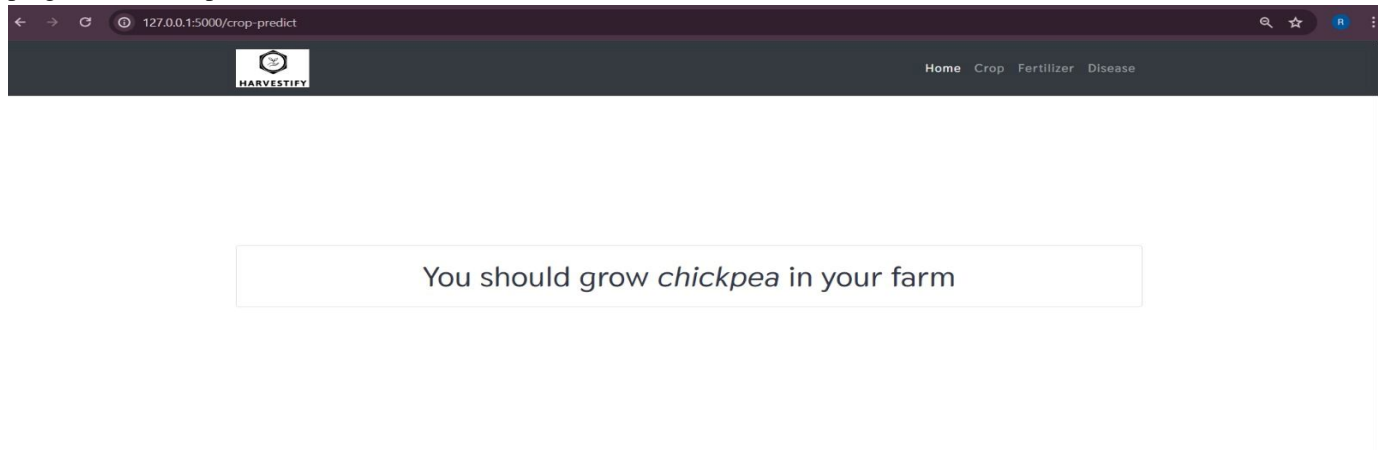 127.0.0.1:5000/crop-predict
R
HARVESTIFY
Home Crop Fertilizer Disease
You should grow chickpea in your farm